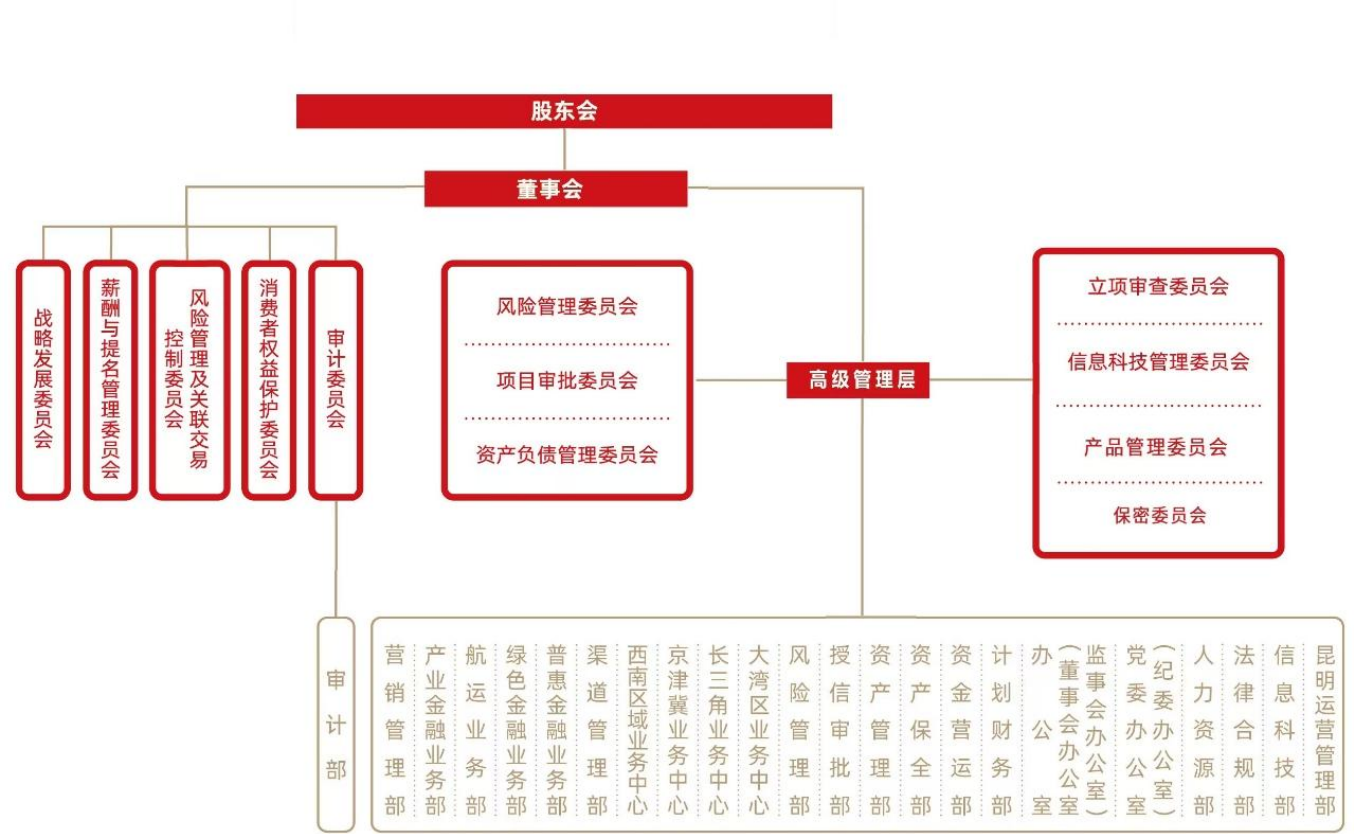 股东会
董事会
战略发展委员会
薪酬与提名管理委员会
风险管理及关联交易
控制委员会
消费者权益保护委员会
审计委员会
风险管理委员会
项目审批委员会
资产负债管理委员会
高级管理层
立项审查委员会
信息科技管理委员会
产品管理委员会
保密委员会
审计部
营销管理部
产业金融业务部
航运业务部
绿色金融业务部
普惠金融业务部
渠道管理部
西南区域业务中心
京津冀业务中心
长三角业务中心
大湾区业务中心
风险管理部
授信审批部
资产管理部
资产保全部
资金营运部
计划财务部
办公室
(董事会办公室
监事会办公室)
党委办公室
(纪委办公室)
人力资源部
法律合规部
信息科技部
昆明运营管理部